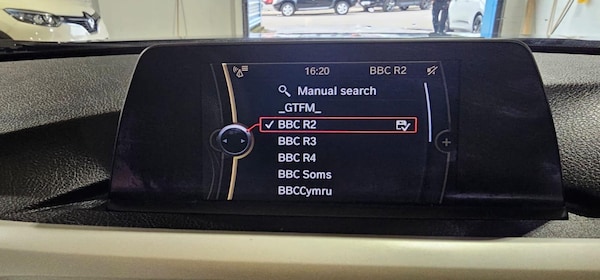 16:20 BBC R2
Manual search
_GTFM_
BBC R2
BBC R3
BBC R4
BBC Soms
BBCCymru